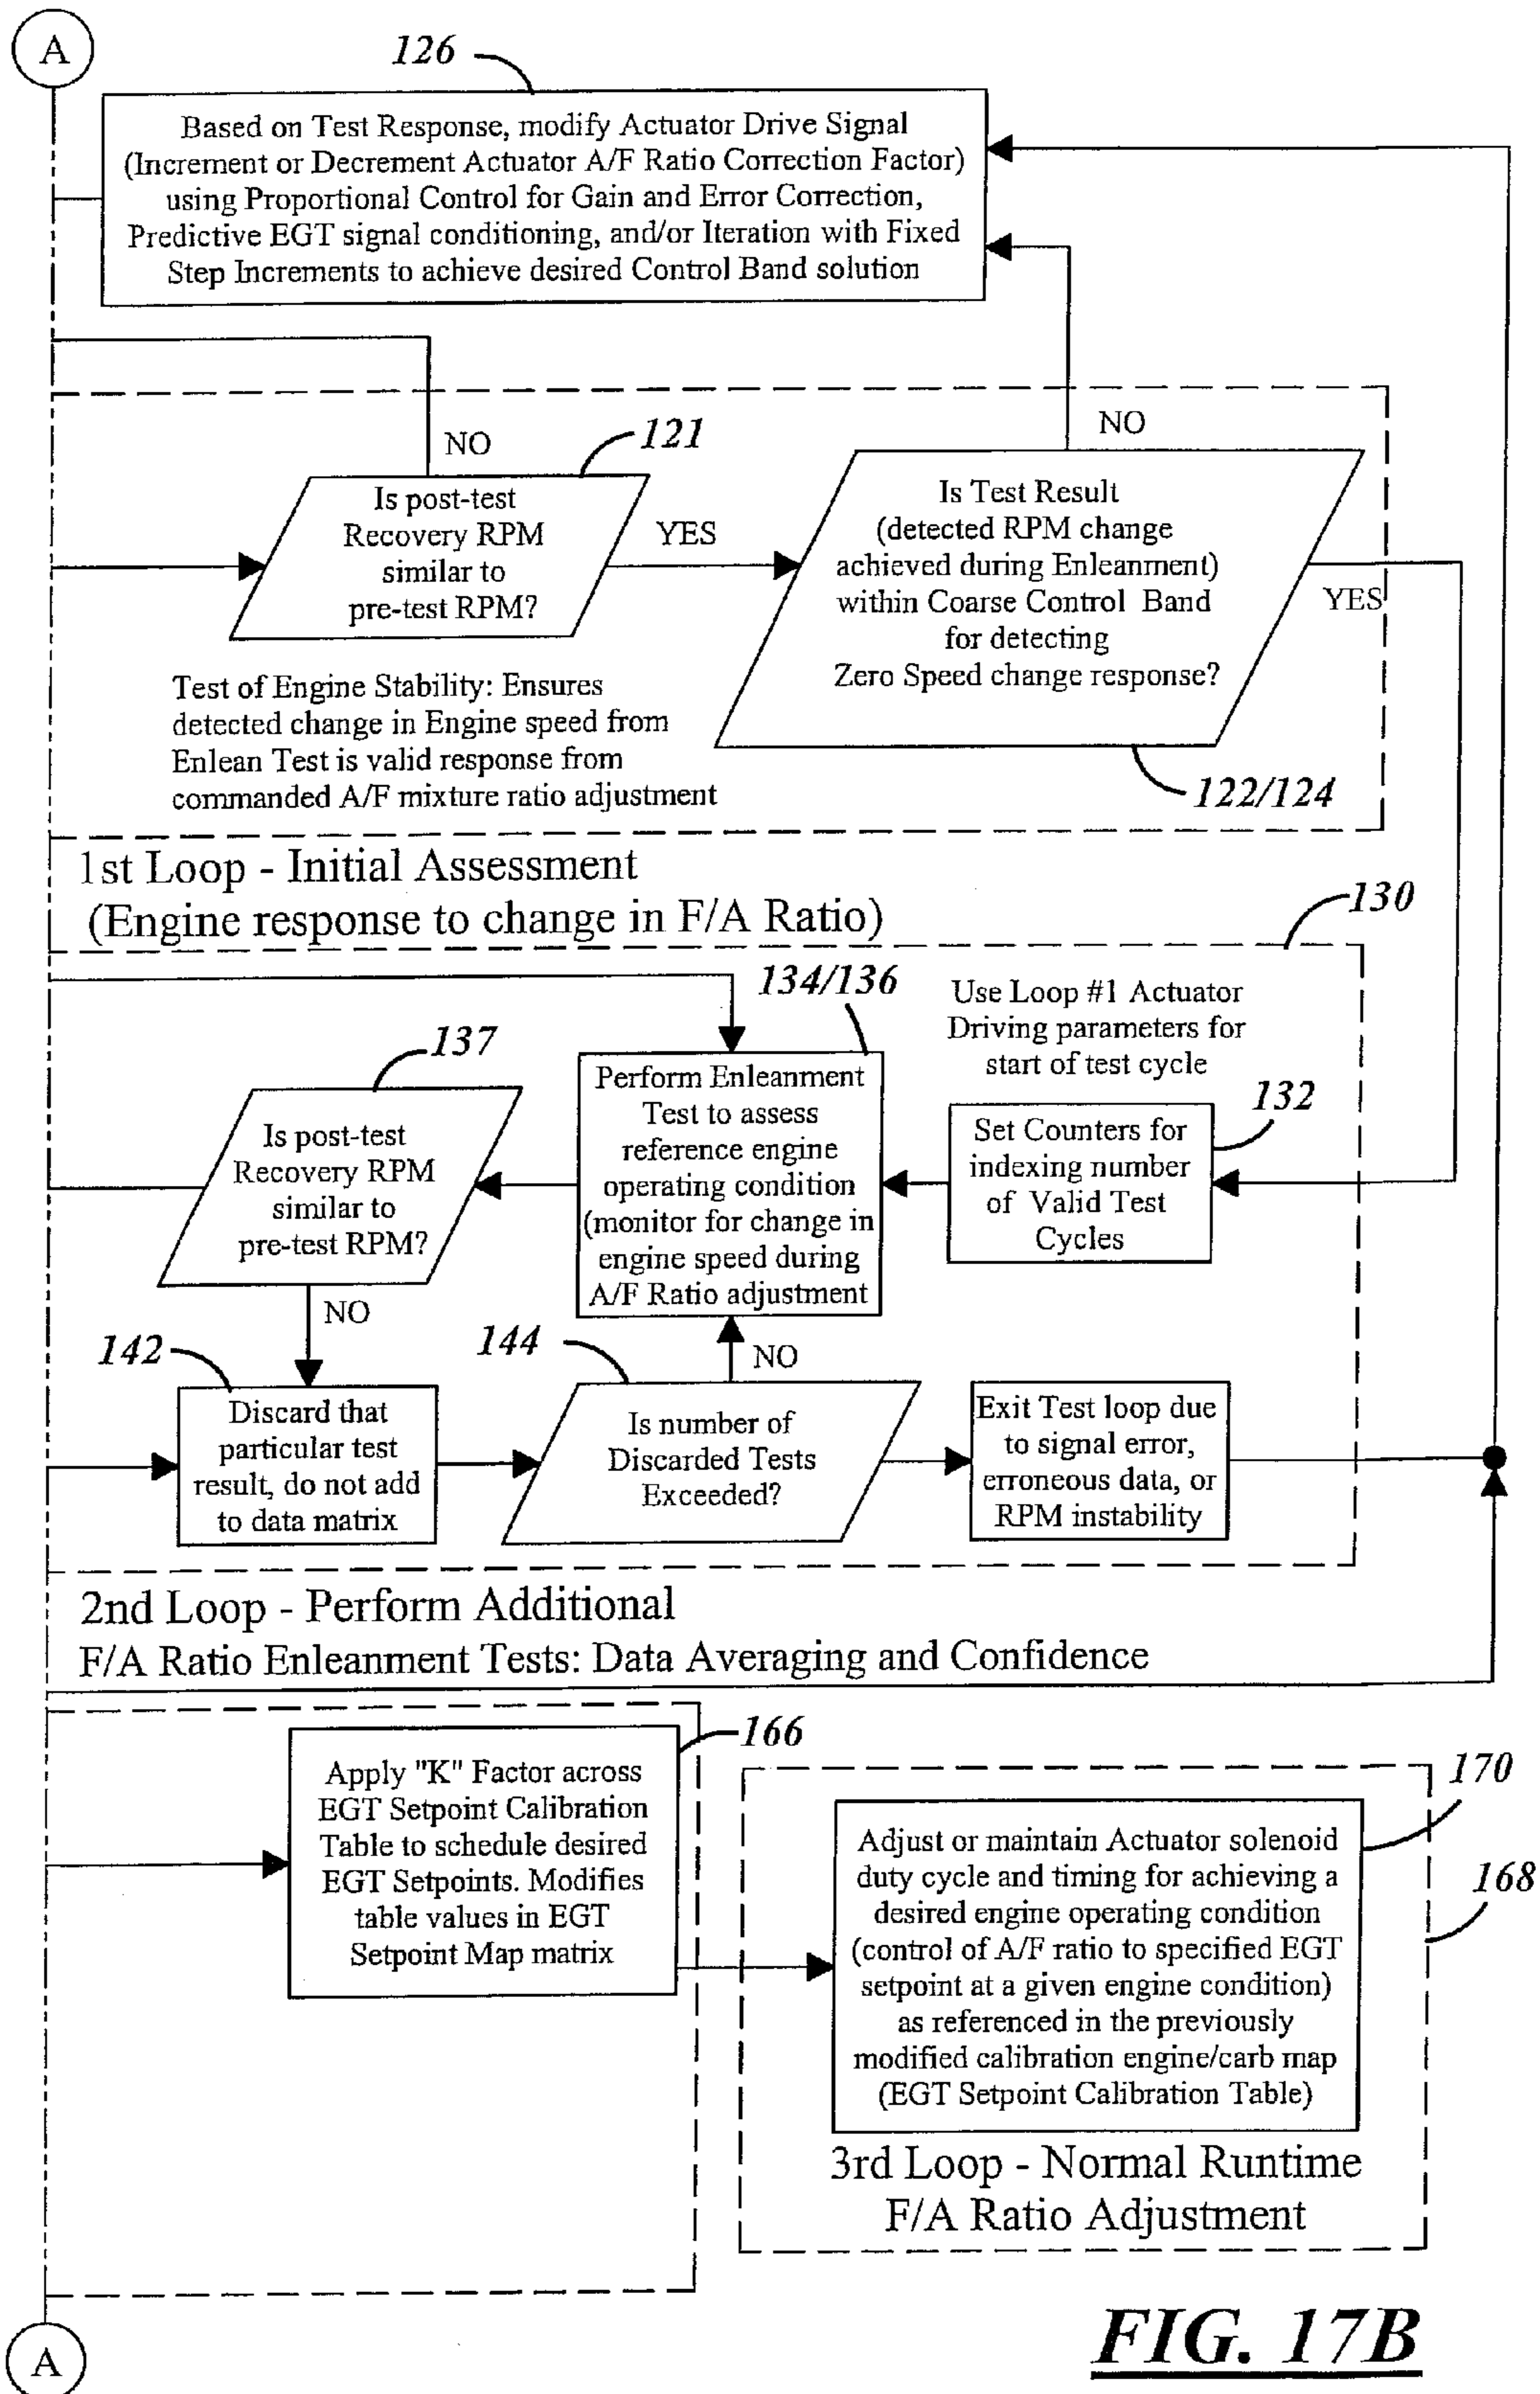 A
126
Based on Test Response, modify Actuator Drive Signal
(Increment or Decrement Actuator A/F Ratio Correction Factor)
using Proportional Control for Gain and Error Correction,
Predictive EGT signal conditioning, and/or Iteration with Fixed
Step Increments to achieve desired Control Band solution
NO
121
Is post-test
Recovery RPM
similar to
pre-test RPM?
YES
NO
Is Test Result
(detected RPM change
achieved during Enleanment)
within Coarse Control Band
for detecting
Zero Speed change response?
YES
122/124
Test of Engine Stability: Ensures
detected change in Engine speed from
Enlean Test is valid response from
commanded A/F mixture ratio adjustment
1st Loop - Initial Assessment
(Engine response to change in F/A Ratio)
130
134/136
Use Loop #1 Actuator
Driving parameters for
start of test cycle
137
132
Is post-test
Recovery RPM
similar to
pre-test RPM?
Perform Enleanment
Test to assess
reference engine
operating condition
(monitor for change in
engine speed during
A/F Ratio adjustment
Set Counters for
indexing number
of Valid Test
Cycles
NO
142
144
NO
Discard that
particular test
result, do not add
to data matrix
Is number of
Discarded Tests
Exceeded?
Exit Test loop due
to signal error,
erroneous data, or
RPM instability
2nd Loop - Perform Additional
F/A Ratio Enleanment Tests: Data Averaging and Confidence
166
Apply "K" Factor across
EGT Setpoint Calibration
Table to schedule desired
EGT Setpoints. Modifies
table values in EGT
Setpoint Map matrix
170
168
Adjust or maintain Actuator solenoid
duty cycle and timing for achieving a
desired engine operating condition
(control of A/F ratio to specified EGT
setpoint at a given engine condition)
as referenced in the previously
modified calibration engine/carb map
(EGT Setpoint Calibration Table)
3rd Loop - Normal Runtime
F/A Ratio Adjustment
A
FIG. 17B